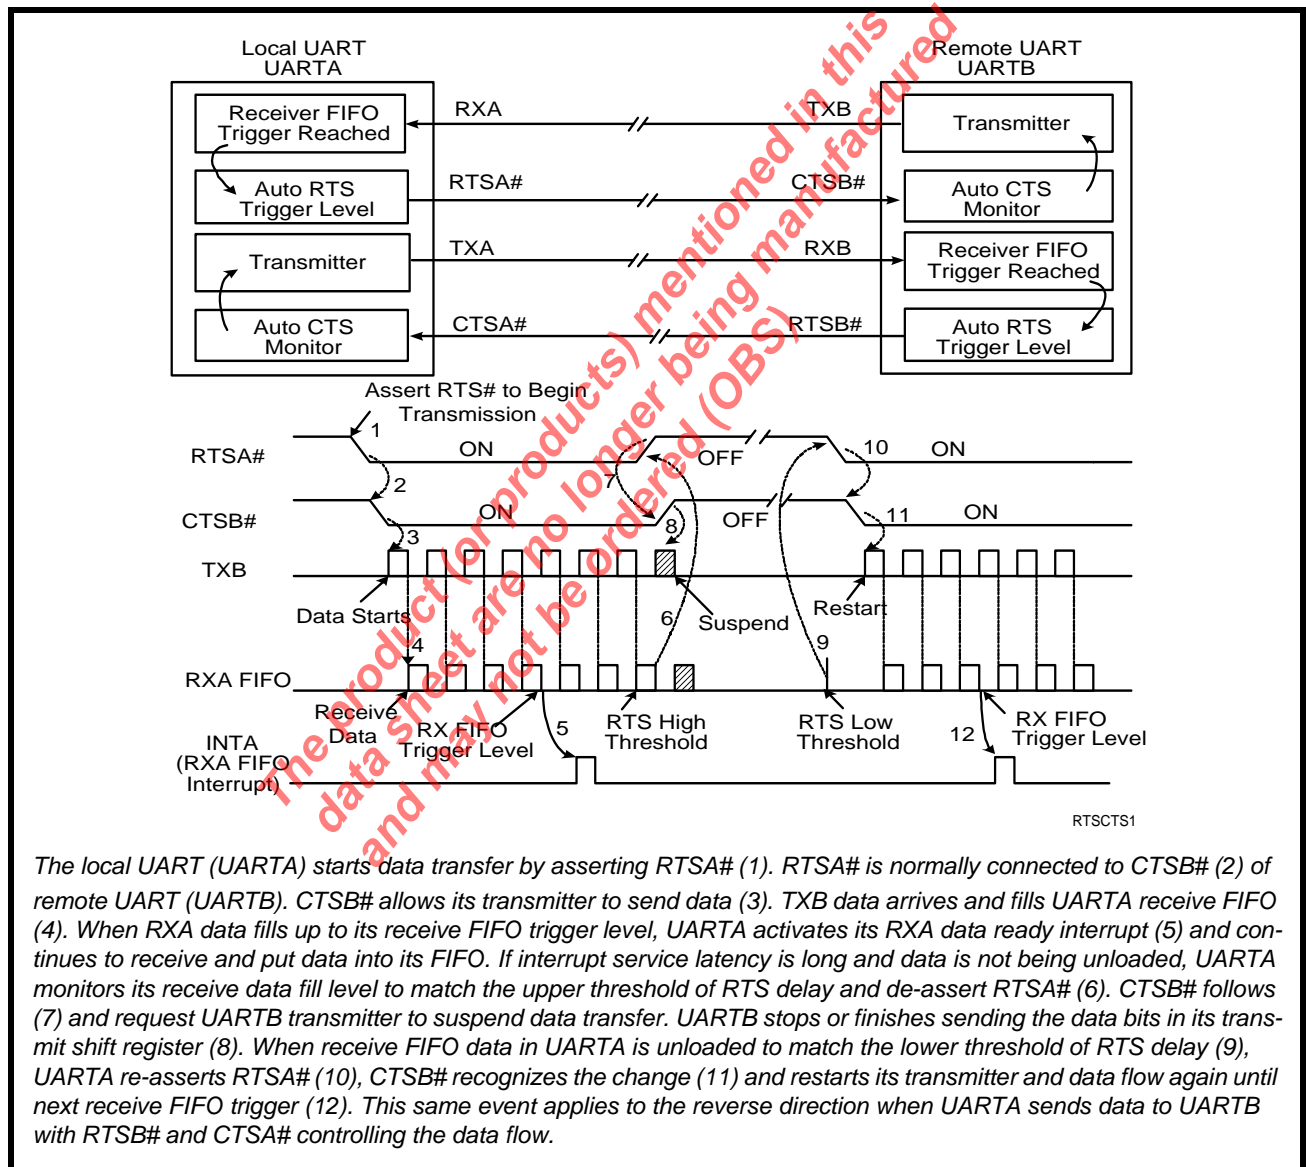 Local UART
UARTA
Remote UART
UARTB
Receiver FIFO
Trigger Reached
RXA
TXB
Transmitter
Auto RTS
Trigger Level
RTSA#
CTSB#
Auto CTS
Monitor
Transmitter
TXA
RXB
Receiver FIFO
Trigger Reached
Auto CTS
Monitor
CTSA#
RTSB#
Auto RTS
Trigger Level
Assert RTS# to Begin
Transmission
RTSA#
1
ON
7
OFF
10
ON
2
CTSB#
ON
8
OFF
11
ON
3
TXB
Data Starts
6
Suspend
Restart
9
4
RXA FIFO
Receive
Data
RX FIFO
Trigger Level
5
RTS High
Threshold
RTS Low
Threshold
12
RX FIFO
Trigger Level
INTA
(RXA FIFO
Interrupt)
RTSCTS1
The product (or products) mentioned in this
data sheet are no longer being manufactured
and may not be ordered (OBS)
The local UART (UARTA) starts data transfer by asserting RTSA# (1). RTSA# is normally connected to CTSB# (2) of
remote UART (UARTB). CTSB# allows its transmitter to send data (3). TXB data arrives and fills UARTA receive FIFO
(4). When RXA data fills up to its receive FIFO trigger level, UARTA activates its RXA data ready interrupt (5) and con-
tinues to receive and put data into its FIFO. If interrupt service latency is long and data is not being unloaded, UARTA
monitors its receive data fill level to match the upper threshold of RTS delay and de-assert RTSA# (6). CTSB# follows
(7) and request UARTB transmitter to suspend data transfer. UARTB stops or finishes sending the data bits in its trans-
mit shift register (8). When receive FIFO data in UARTA is unloaded to match the lower threshold of RTS delay (9),
UARTA re-asserts RTSA# (10), CTSB# recognizes the change (11) and restarts its transmitter and data flow again until
next receive FIFO trigger (12). This same event applies to the reverse direction when UARTA sends data to UARTB
with RTSB# and CTSA# controlling the data flow.